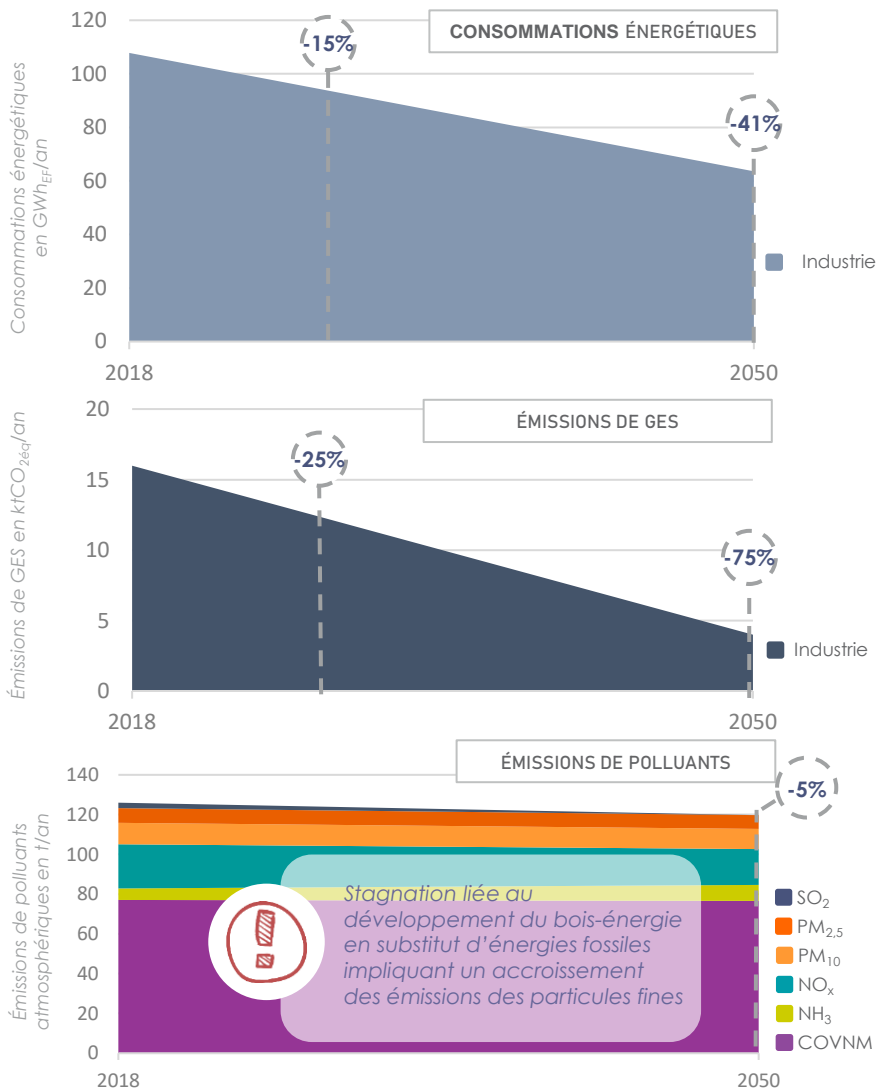 CONSOMMATIONS ÉNERGÉTIQUES
Consommations énergétiques
en GWhEF/an
120
100
80
60
40
20
0
-15%
-41%
Industrie
2018
2050
ÉMISSIONS DE GES
Émissions de GES en ktCO2éq/an
20
15
10
5
0
-25%
-75%
Industrie
2018
2050
ÉMISSIONS DE POLLUANTS
Émissions de polluants
atmosphériques en t/an
140
120
100
80
60
40
20
0
-5%
Stagnation liée au
développement du bois-énergie
en substitut d'énergies fossiles
impliquant un accroissement
des émissions des particules fines
SO2
PM2,5
PM10
NOx
NH3
COVNM
2018
2050